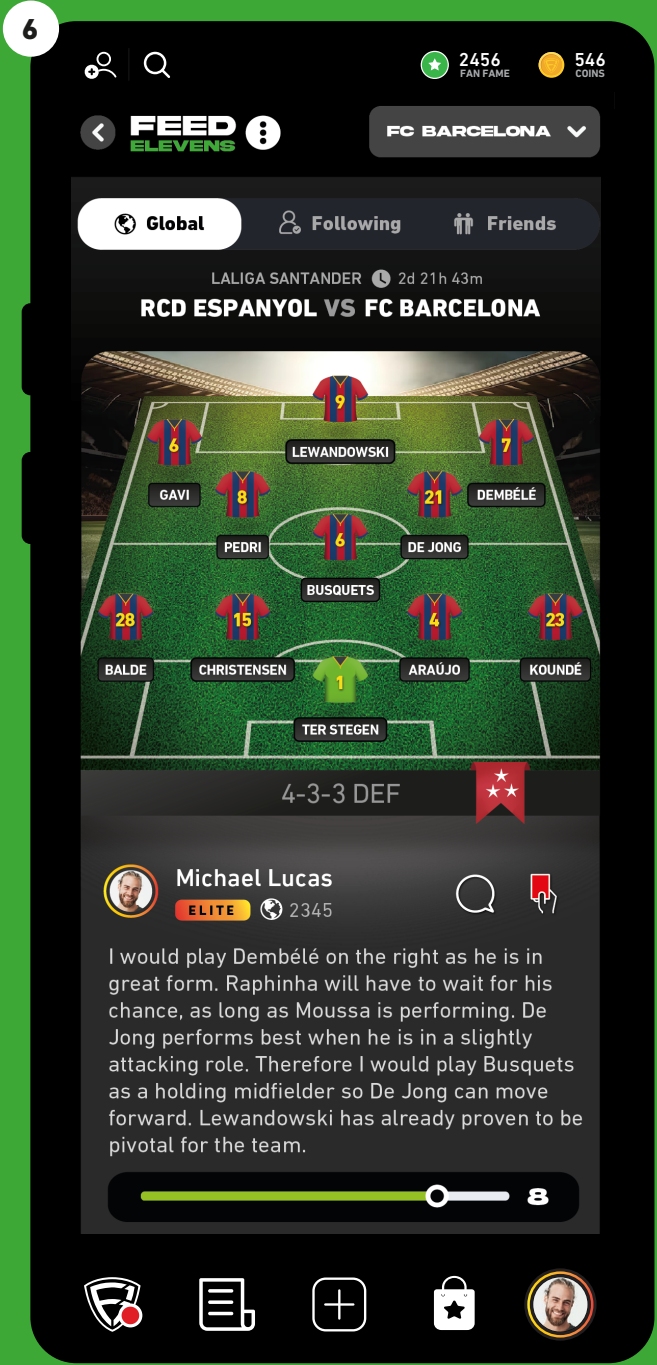 6
2456
FAN FAME
546
COINS
FEED
ELEVENS
FC BARCELONA
Global
Following
Friends
LALIGA SANTANDER 2d 21h 43m
RCD ESPANYOL VS FC BARCELONA
9
LEWANDOWSKI
6
GAVI
7
DEMBÉLÉ
8
PEDRI
21
DE JONG
6
BUSQUETS
28
BALDE
15
CHRISTENSEN
4
ARAÚJO
23
KOUNDÉ
1
TER STEGEN
4-3-3 DEF
Michael Lucas
ELITE 2345
I would play Dembélé on the right as he is in
great form. Raphinha will have to wait for his
chance, as long as Moussa is performing. De
Jong performs best when he is in a slightly
attacking role. Therefore I would play Busquets
as a holding midfielder so De Jong can move
forward. Lewandowski has already proven to be
pivotal for the team.
8